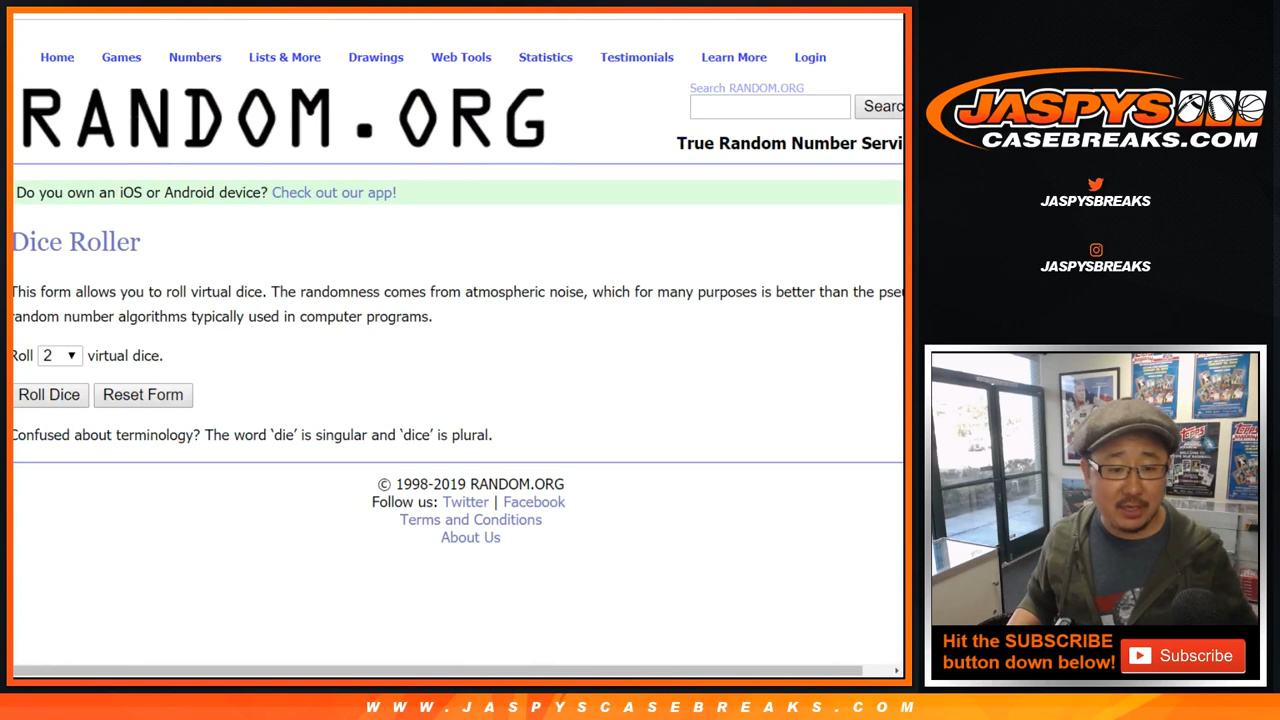 Home Games Numbers Lists & More Drawings Web Tools Statistics Testimonials Learn More Login
RANDOM.ORG
Search RANDOM.ORG
Searc
True Random Number Servi
Do you own an iOS or Android device? Check out our app!
Dice Roller
This form allows you to roll virtual dice. The randomness comes from atmospheric noise, which for many purposes is better than the pseu
random number algorithms typically used in computer programs.
Roll 2 virtual dice.
Roll Dice Reset Form
Confused about terminology? The word ‘die’ is singular and ‘dice’ is plural.
© 1998-2019 RANDOM.ORG
Follow us: Twitter | Facebook
Terms and Conditions
About Us
JASPYS
CASEBREAKS.COM
JASPYSBREAKS
JASPYSBREAKS
TOPPS
Hit the SUBSCRIBE
button down below!
Subscribe
WWW.JASPYSCASEBREAKS.COM